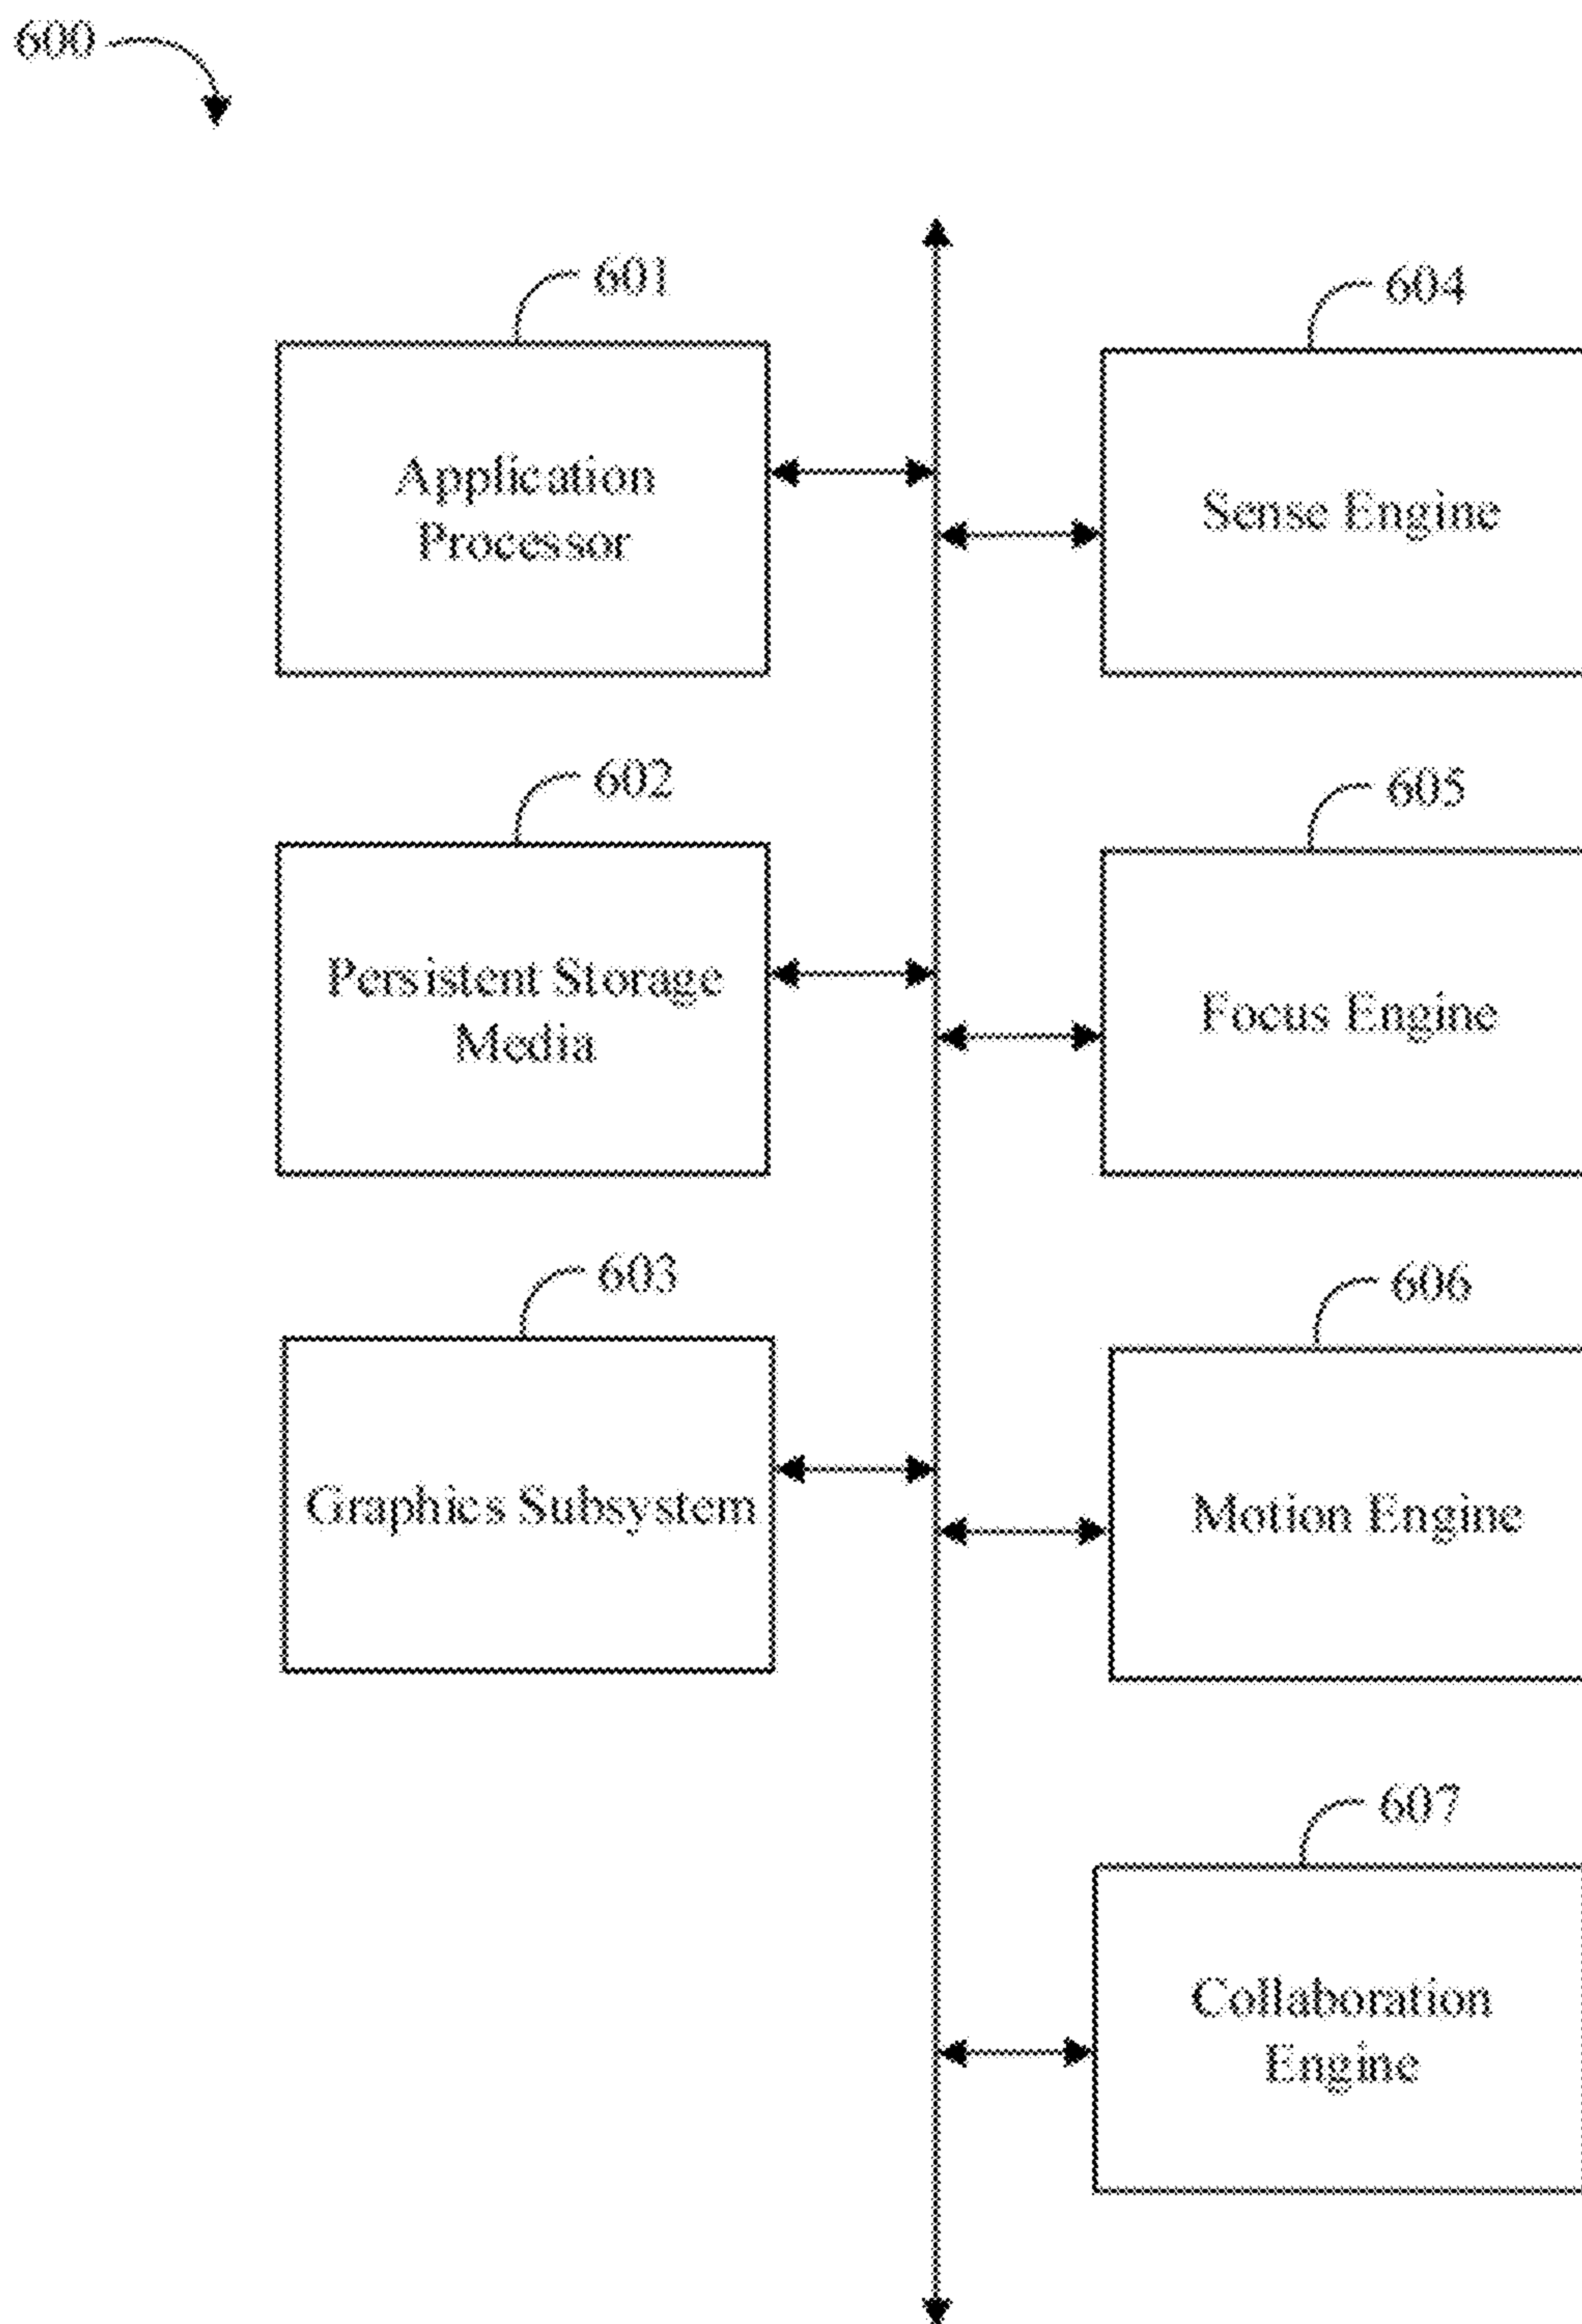 600
601
Application
Processor
604
Sense Engine
602
Persistent Storage
Media
605
Focus Engine
603
Graphics Subsystem
606
Motion Engine
607
Collaboration
Engine